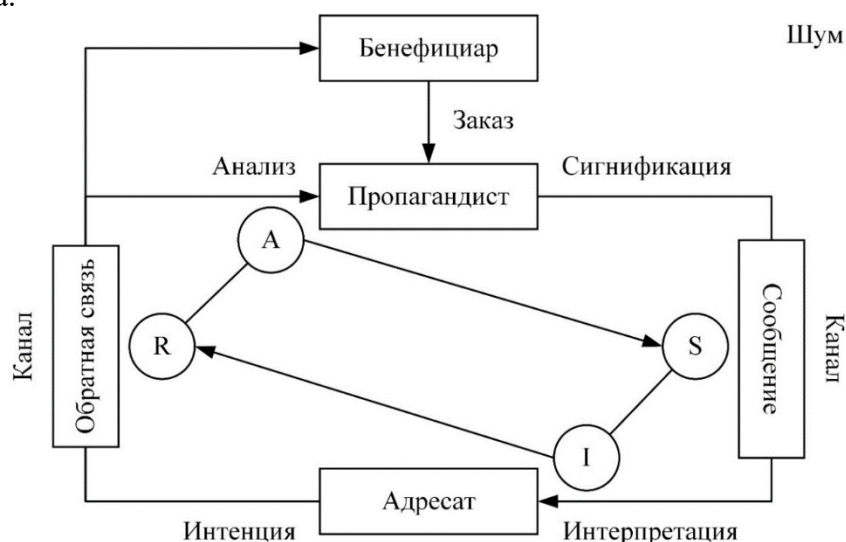 а.
Шум
Бенефициар
Заказ
Анализ
Сигнификация
Пропагандист
A
Обратная связь
Канал
R
S
Сообщение
Канал
I
Адресат
Интенция
Интерпретация